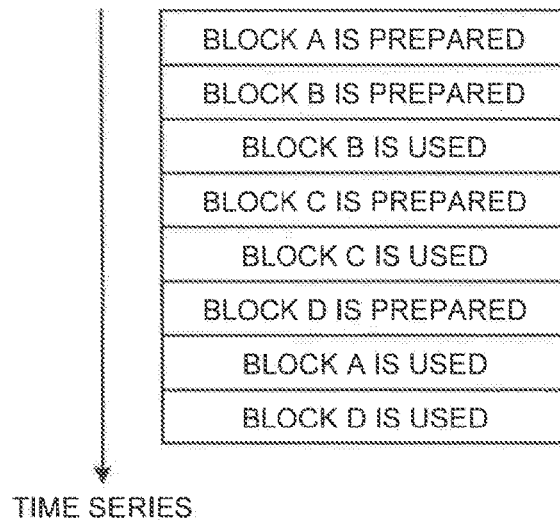 BLOCK A IS PREPARED
BLOCK B IS PREPARED
BLOCK B IS USED
BLOCK C IS PREPARED
BLOCK C IS USED
BLOCK D IS PREPARED
BLOCK A IS USED
BLOCK D IS USED
TIME SERIES